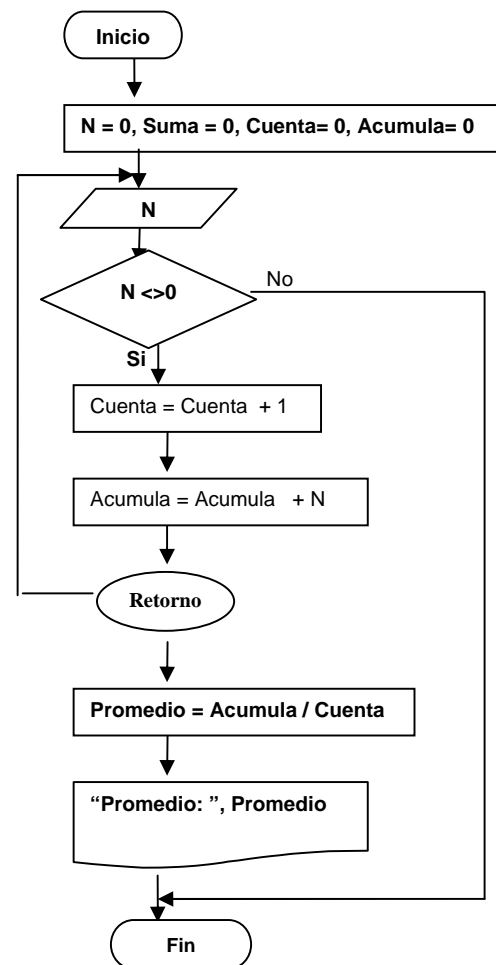 Inicio
N = 0, Suma = 0, Cuenta= 0, Acumula= 0
N
N <>0
No
Si
Cuenta = Cuenta + 1
Acumula = Acumula + N
Retorno
Promedio = Acumula / Cuenta
“Promedio: ”, Promedio
Fin